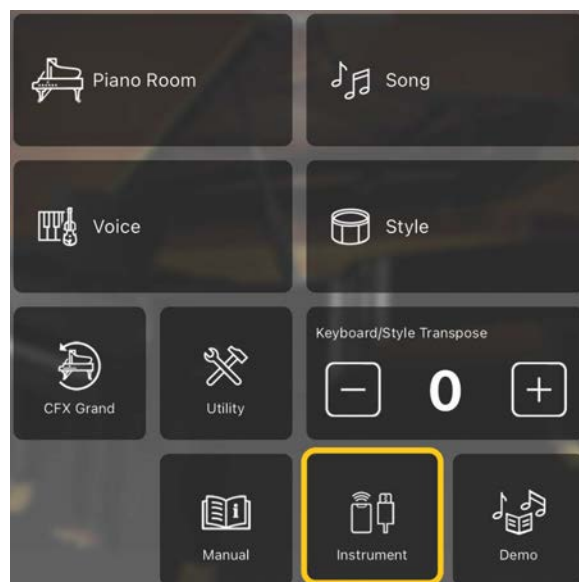 Piano Room
Song
Voice
Style
CFX Grand
Utility
Keyboard/Style Transpose
0
Manual
Instrument
Demo